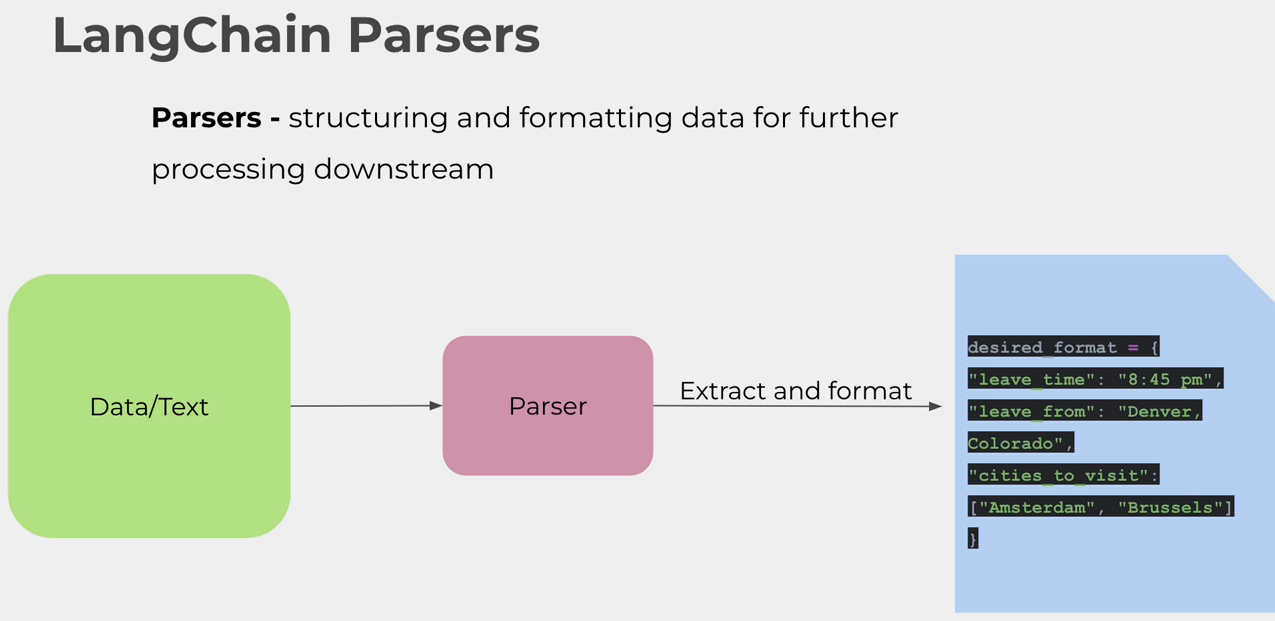 LangChain Parsers
Parsers - structuring and formatting data for further
processing downstream
Data/Text
Parser
Extract and format
desired_format = {
"leave_time": "8:45 pm",
"leave_from": "Denver,
Colorado",
"cities_to_visit":
["Amsterdam", "Brussels"]
}